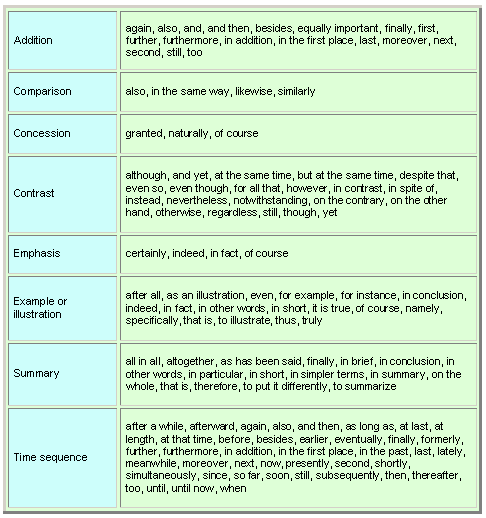 Addition
again, also, and, and then, besides, equally important, finally, first,
further, furthermore, in addition, in the first place, last, moreover, next,
second, still, too
Comparison
also, in the same way, likewise, similarly
Concession
granted, naturally, of course
Contrast
although, and yet, at the same time, but at the same time, despite that,
even so, even though, for all that, however, in contrast, in spite of,
instead, nevertheless, notwithstanding, on the contrary, on the other
hand, otherwise, regardless, still, though, yet
Emphasis
certainly, indeed, in fact, of course
Example or
illustration
after all, as an illustration, even, for example, for instance, in conclusion,
indeed, in fact, in other words, in short, it is true, of course, namely,
specifically, that is, to illustrate, thus, truly
Summary
all in all, altogether, as has been said, finally, in brief, in conclusion, in
other words, in particular, in short, in simpler terms, in summary, on the
whole, that is, therefore, to put it differently, to summarize
Time sequence
after a while, afterward, again, also, and then, as long as, at last, at
length, at that time, before, besides, earlier, eventually, finally, formerly,
further, furthermore, in addition, in the first place, in the past, last, lately,
meanwhile, moreover, next, now, presently, second, shortly,
simultaneously, since, so far, soon, still, subsequently, then, thereafter,
too, until, until now, when